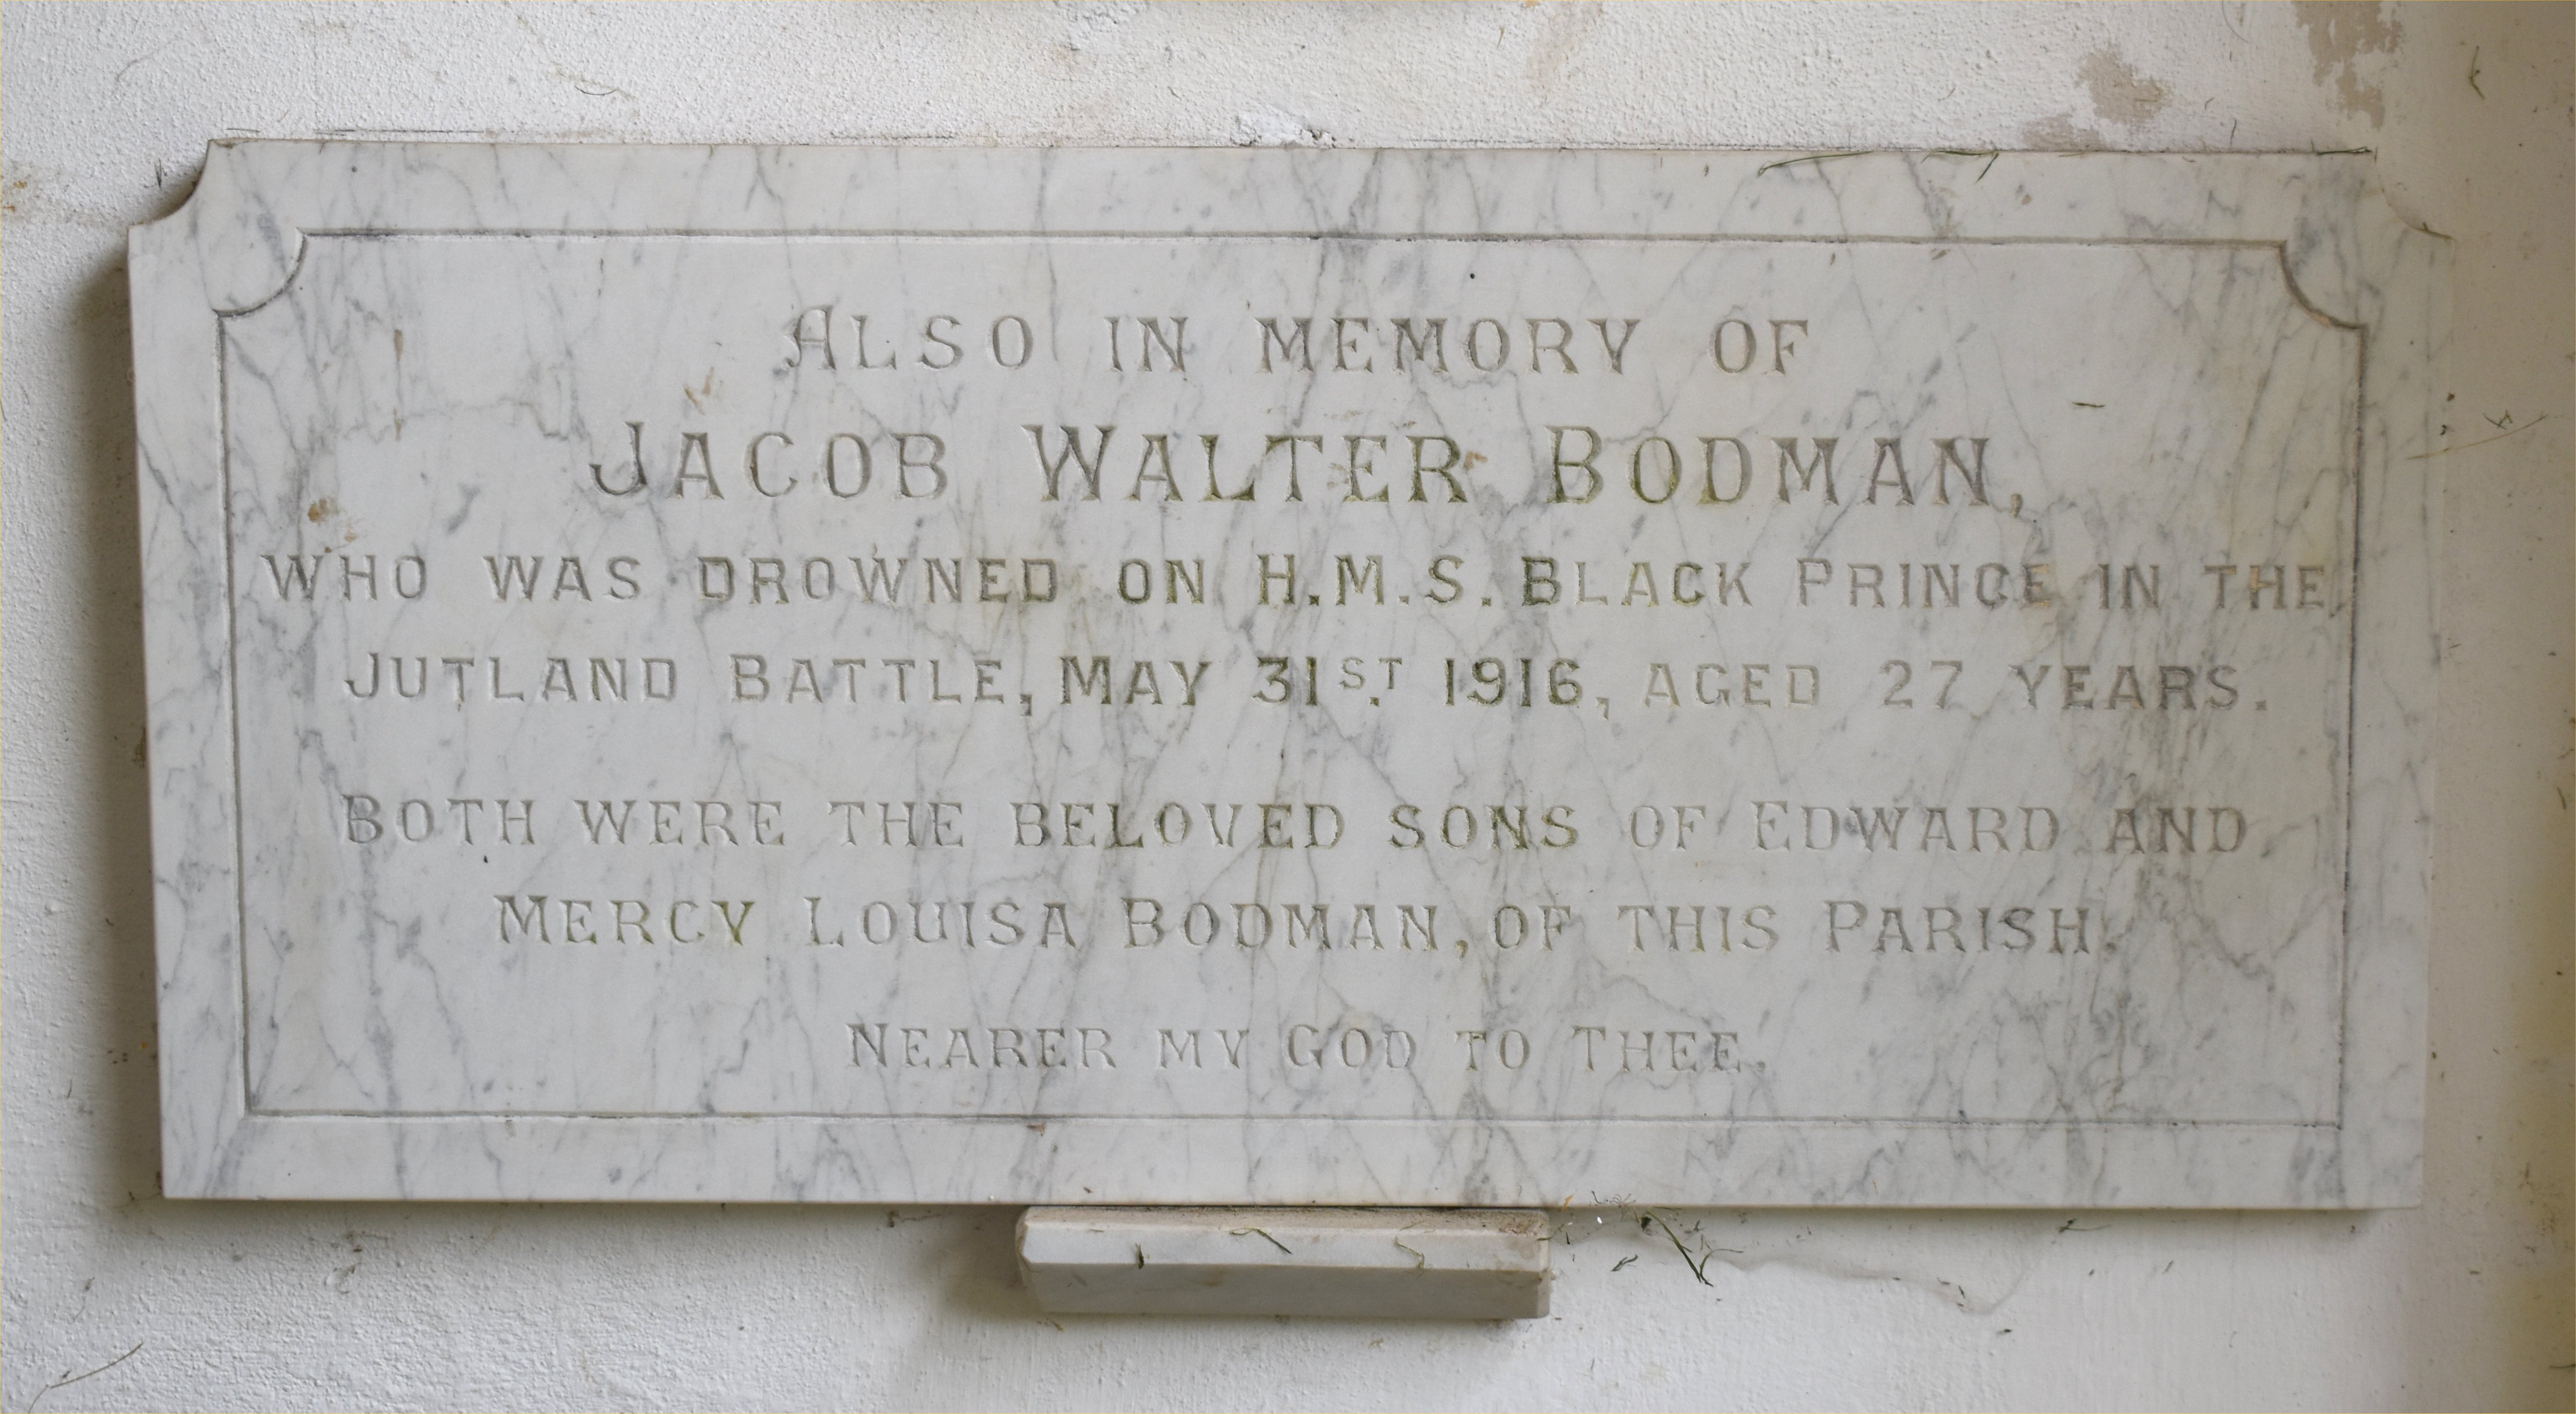 ALSO IN MEMORY OF
JACOB WALTER BODMAN,
WHO WAS DROWNED ON H.M.S. BLACK PRINCE IN THE
JUTLAND BATTLE, MAY 31ST 1916, AGED 27 YEARS.
BOTH WERE THE BELOVED SONS OF EDWARD AND
MERCY LOUISA BODMAN, OF THIS PARISH.
NEARER MY GOD TO THEE.